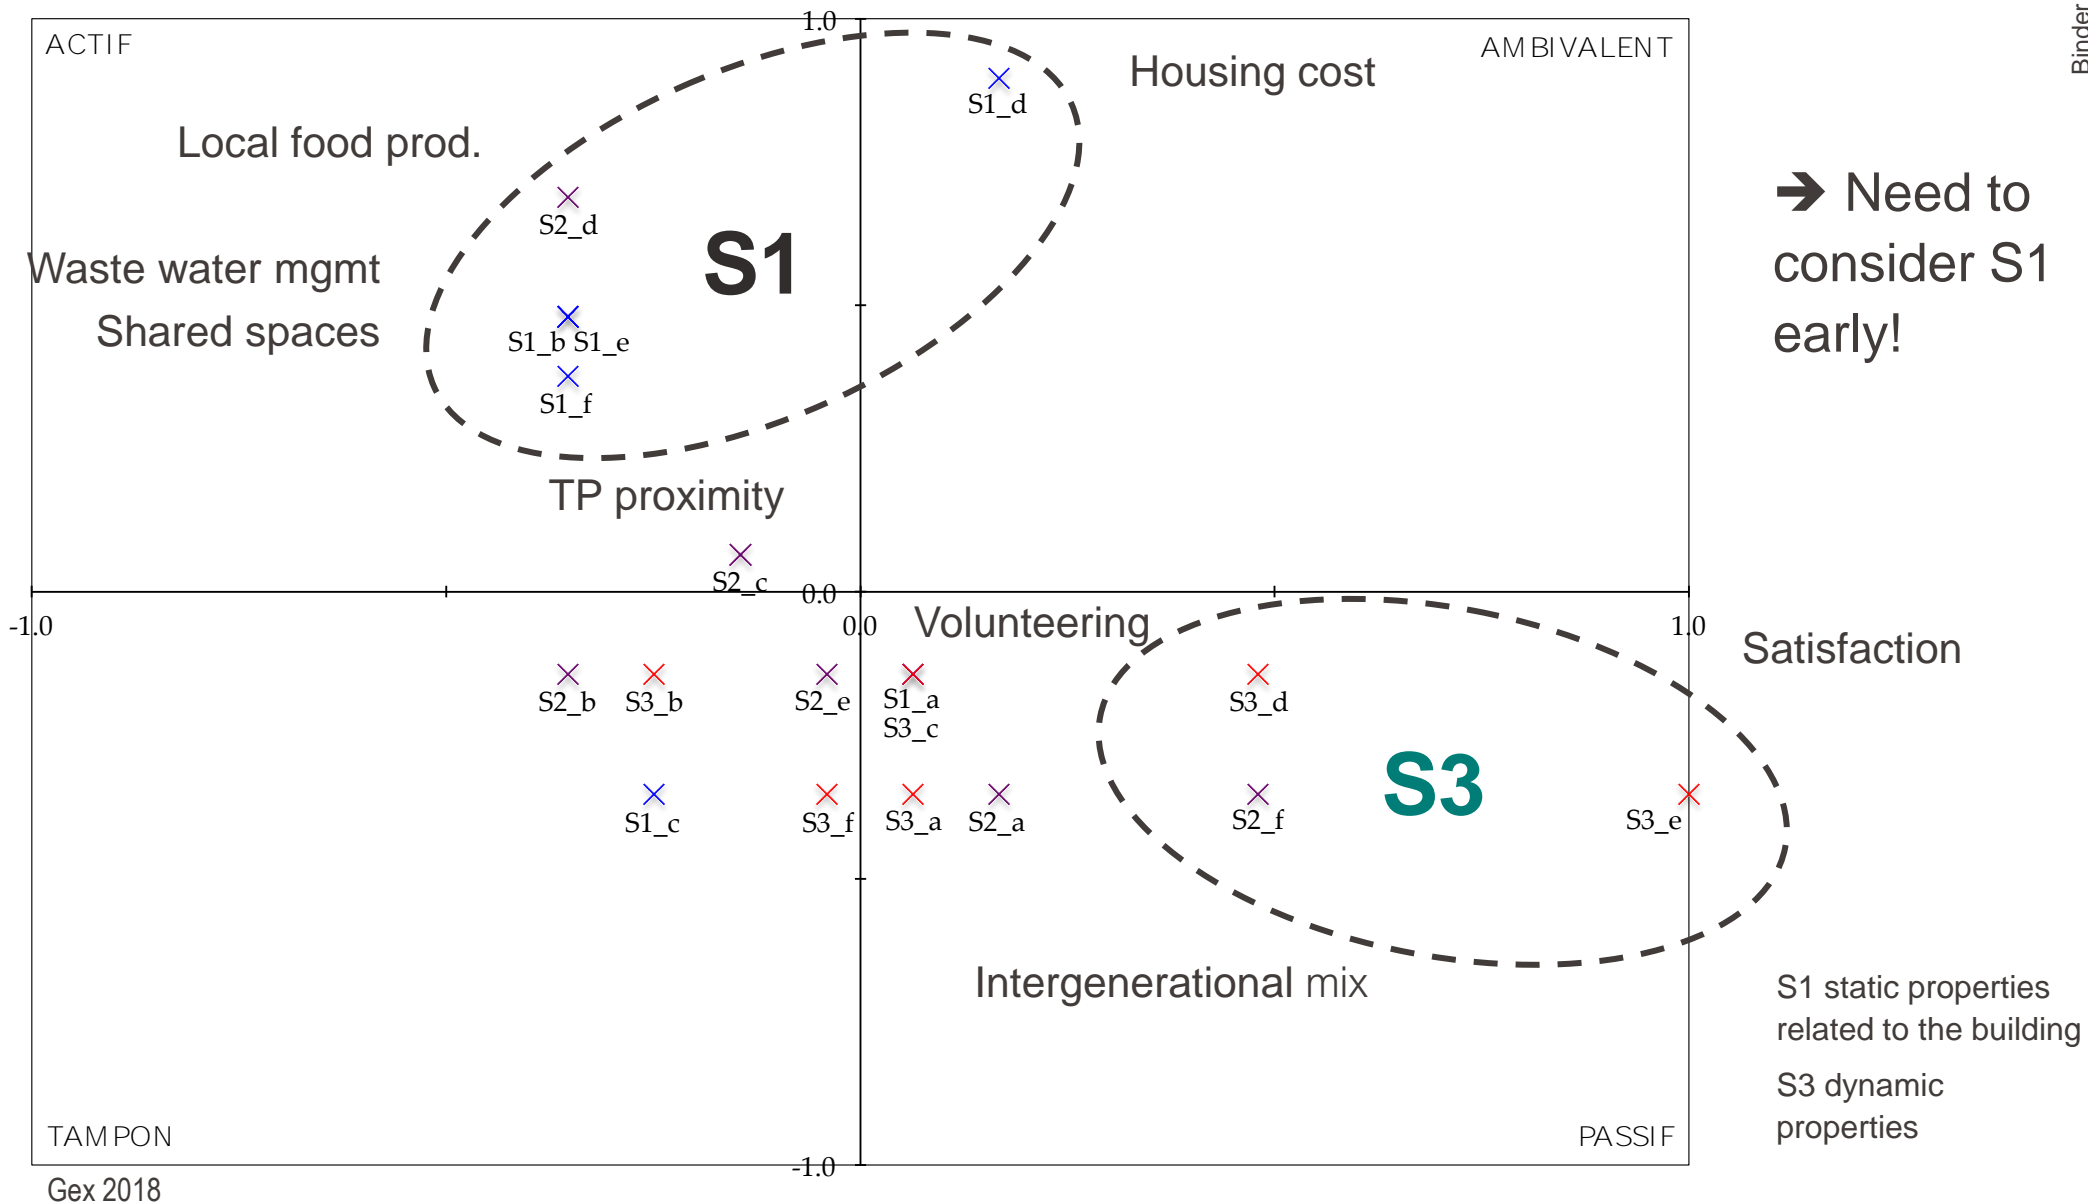 Binder
1.0
ACTIF
AMBIVALENT
Housing cost
S1_d
Local food prod.
S2_d
S1
➔ Need to
consider S1
early!
Waste water mgmt
Shared spaces
S1_b S1_e
S1_f
TP proximity
S2_c
0.0
-1.0
0.0
Volunteering
1.0
Satisfaction
S2_b
S3_b
S2_e
S1_a
S3_c
S3_d
S3
S1_c
S3_f
S3_a
S2_a
S2_f
S3_e
Intergenerational mix
S1 static properties
related to the building
S3 dynamic
properties
TAMPON
PASSIF
-1.0
Gex 2018